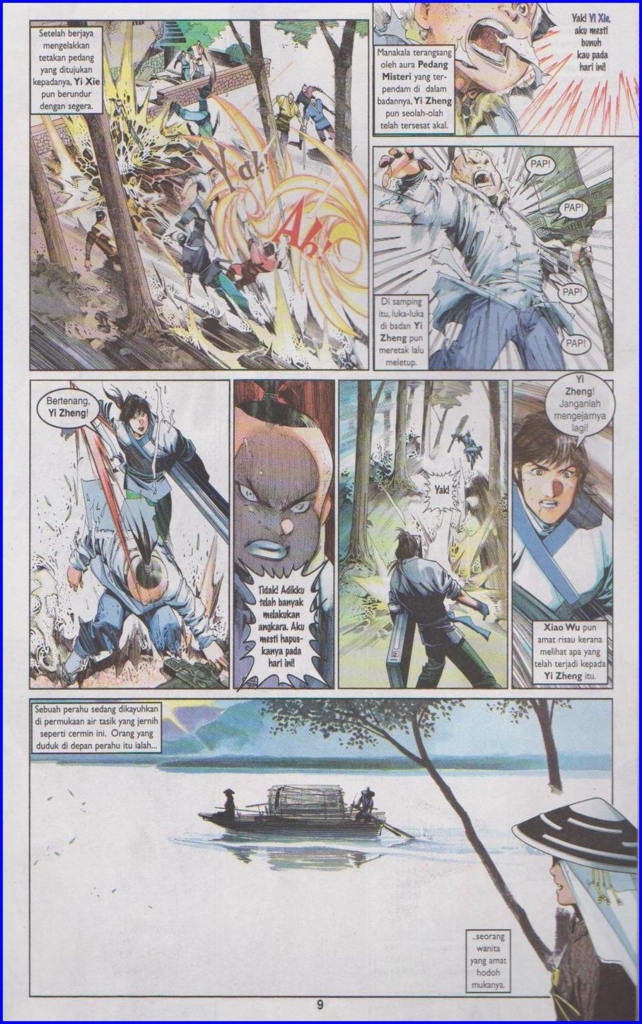 Setelah berjaya
mengelakkan
tetakan pedang
yang ditujukan
kepadanya, Yi Xie
pun berundur
dengan segera.
Yak!
Ah!
Manakala terangsang
oleh aura Pedang
Misteri yang ter-
pendam di dalam
badannya, Yi Zheng
pun seolah-olah
telah tersesat akal.
Yak! Yi Xie,
aku mesti
bunuh
kau pada
hari ini!
PAP!
PAP!
PAP!
PAP!
Di samping
itu, luka-luka
di badan Yi
Zheng pun
meretak lalu
meletup.
Bertenang,
Yi Zheng!
Tidak! Adikku
telah banyak
melakukan
angkara. Aku
mesti hapus-
kanya pada
hari ini!
Yak!
Yi
Zheng!
Janganlah
mengejarnya
lagi!
Xiao Wu pun
amat risau kerana
melihat apa yang
telah terjadi kepada
Yi Zheng itu.
Sebuah perahu sedang dikayuhkan
di permukaan air tasik yang jernih
seperti cermin ini. Orang yang
duduk di depan perahu itu ialah...
..seorang
wanita
yang amat
hodoh
mukanya.
9